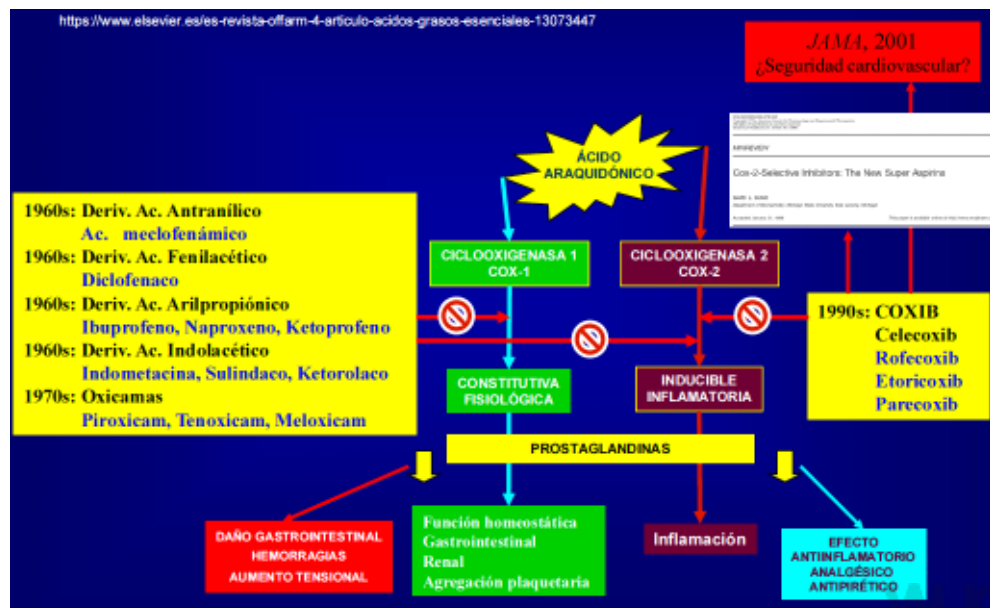 https://www.elsevier.es/es-revista-offarm-4-articulo-acidos-grasos-esenciales-13073447
JAMA, 2001
¿Seguridad cardiovascular?
Cox-2-Selective Inhibitors: The New Super Aspirins
ÁCIDO
ARAQUIDÓNICO
1960s: Deriv. Ac. Antranílico
Ac. meclofenámico
1960s: Deriv. Ac. Fenilacético
Diclofenaco
1960s: Deriv. Ac. Arilpropiónico
Ibuprofeno, Naproxeno, Ketoprofeno
1960s: Deriv. Ac. Indolacético
Indometacina, Sulindaco, Ketorolaco
1970s: Oxicamas
Piroxicam, Tenoxicam, Meloxicam
CICLOOXIGENASA 1
COX-1
CICLOOXIGENASA 2
COX-2
1990s: COXIB
Celecoxib
Rofecoxib
Etoricoxib
Parecoxib
CONSTITUTIVA
FISIOLÓGICA
INDUCIBLE
INFLAMATORIA
PROSTAGLANDINAS
DAÑO GASTROINTESTINAL
HEMORRAGIAS
AUMENTO TENSIONAL
Función homeostática
Gastrointestinal
Renal
Agregación plaquetaria
Inflamación
EFECTO
ANTIINFLAMATORIO
ANALGÉSICO
ANTIPIRÉTICO